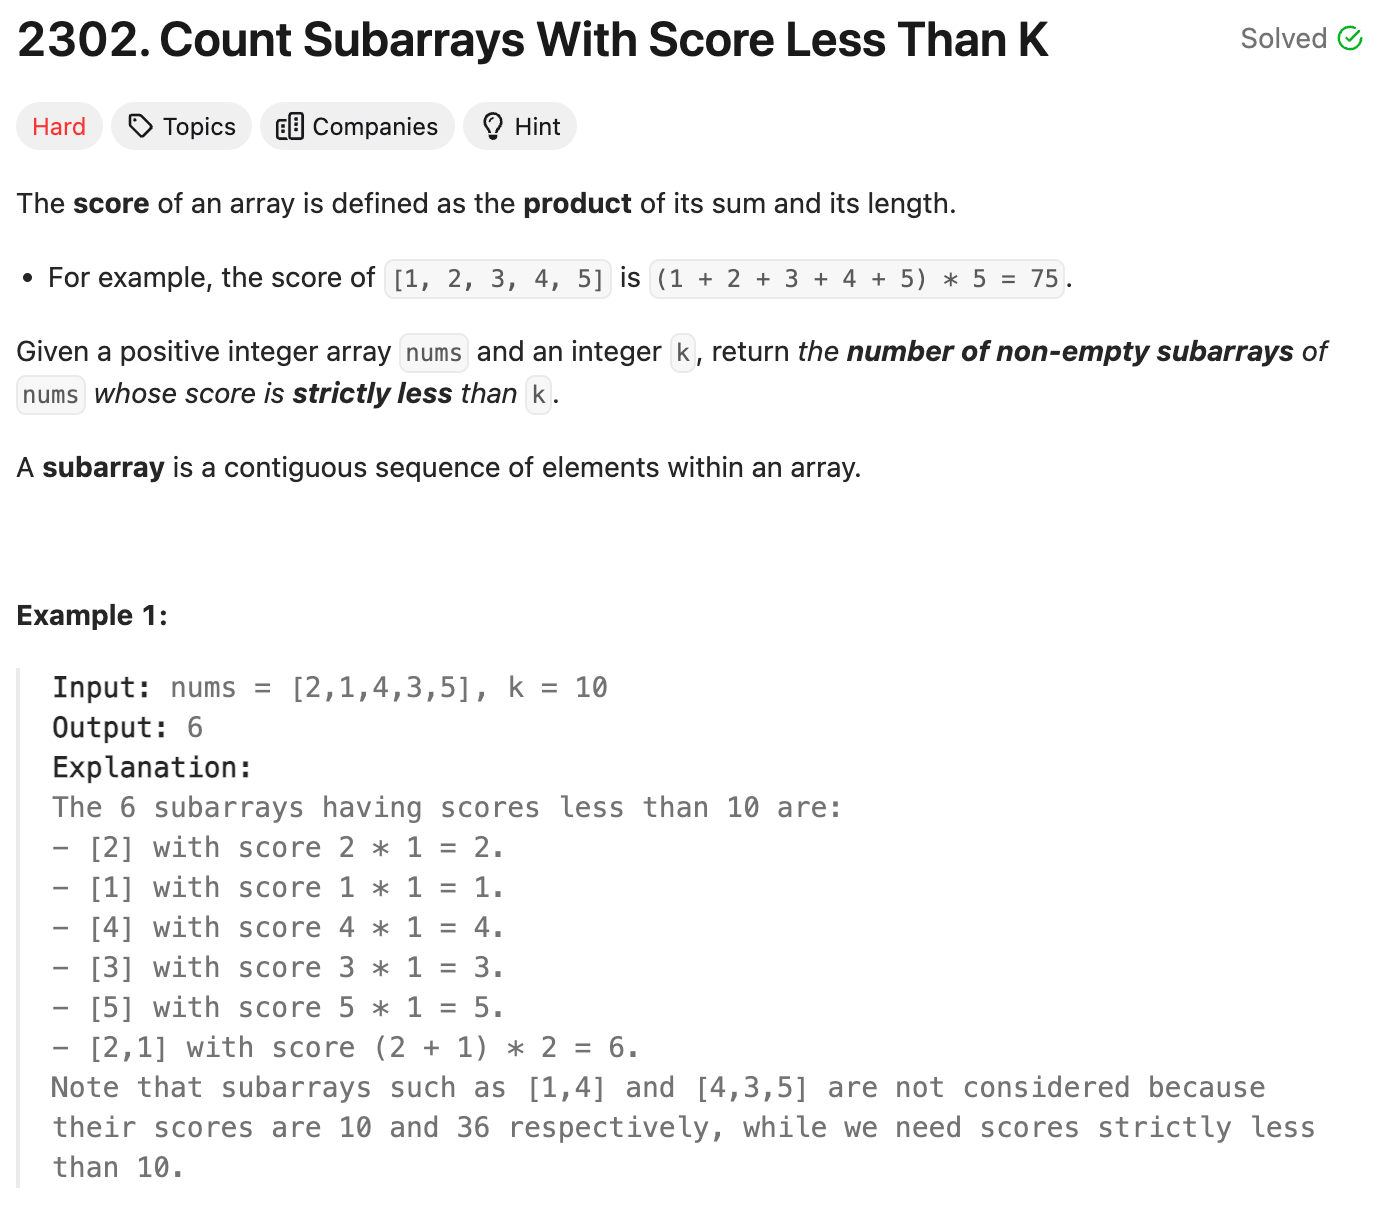 2302. Count Subarrays With Score Less Than K
Solved
Hard Topics Companies Hint
The score of an array is defined as the product of its sum and its length.
• For example, the score of [1, 2, 3, 4, 5] is (1 + 2 + 3 + 4 + 5) * 5 = 75.
Given a positive integer array nums and an integer k, return the number of non-empty subarrays of
nums whose score is strictly less than k.
A subarray is a contiguous sequence of elements within an array.
Example 1:
Input: nums = [2,1,4,3,5], k = 10
Output: 6
Explanation:
The 6 subarrays having scores less than 10 are:
- [2] with score 2 * 1 = 2.
- [1] with score 1 * 1 = 1.
- [4] with score 4 * 1 = 4.
- [3] with score 3 * 1 = 3.
- [5] with score 5 * 1 = 5.
- [2,1] with score (2 + 1) * 2 = 6.
Note that subarrays such as [1,4] and [4,3,5] are not considered because
their scores are 10 and 36 respectively, while we need scores strictly less
than 10.